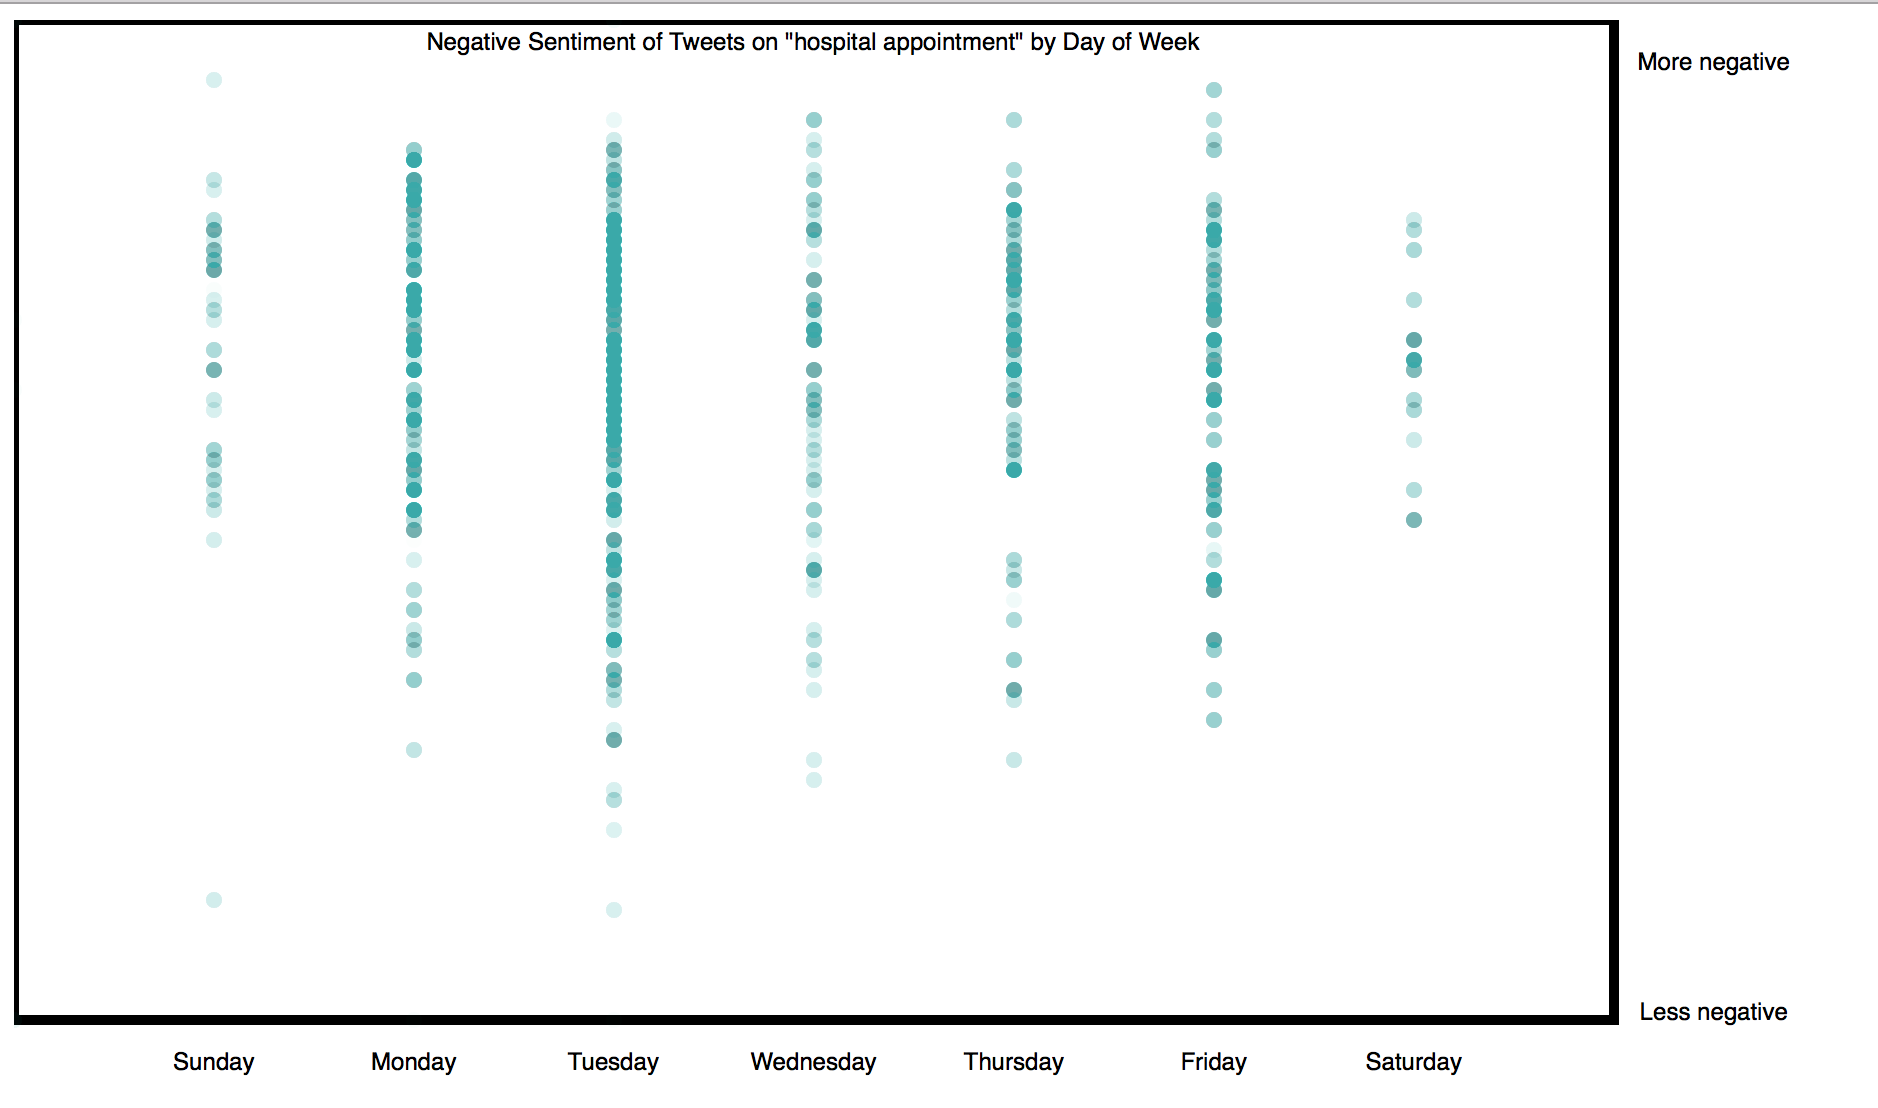 Negative Sentiment of Tweets on "hospital appointment" by Day of Week
More negative
Less negative
Sunday Monday Tuesday Wednesday Thursday Friday Saturday